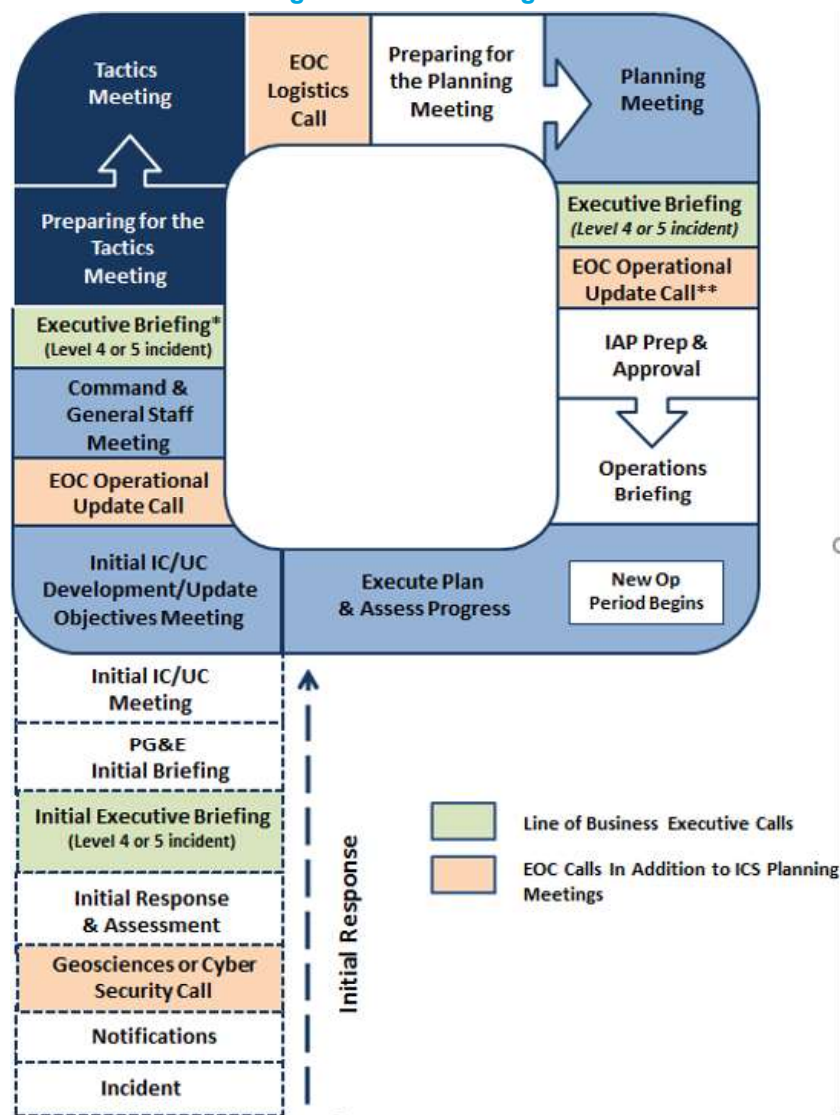 Tactics
Meeting
EOC
Logistics
Call
Preparing for
the Planning
Meeting
Planning
Meeting
Preparing for the
Tactics
Meeting
Executive Briefing
(Level 4 or 5 incident)
EOC Operational
Update Call**
Executive Briefing*
(Level 4 or 5 incident)
IAP Prep &
Approval
Command &
General Staff
Meeting
Operations
Briefing
EOC Operational
Update Call
Initial IC/UC
Development/Update
Objectives Meeting
Execute Plan
& Assess Progress
New Op
Period Begins
Initial IC/UC
Meeting
PG&E
Initial Briefing
Initial Executive Briefing
(Level 4 or 5 incident)
Initial Response
& Assessment
Geosciences or Cyber
Security Call
Notifications
Incident
Initial Response
Line of Business Executive Calls
EOC Calls In Addition to ICS Planning
Meetings